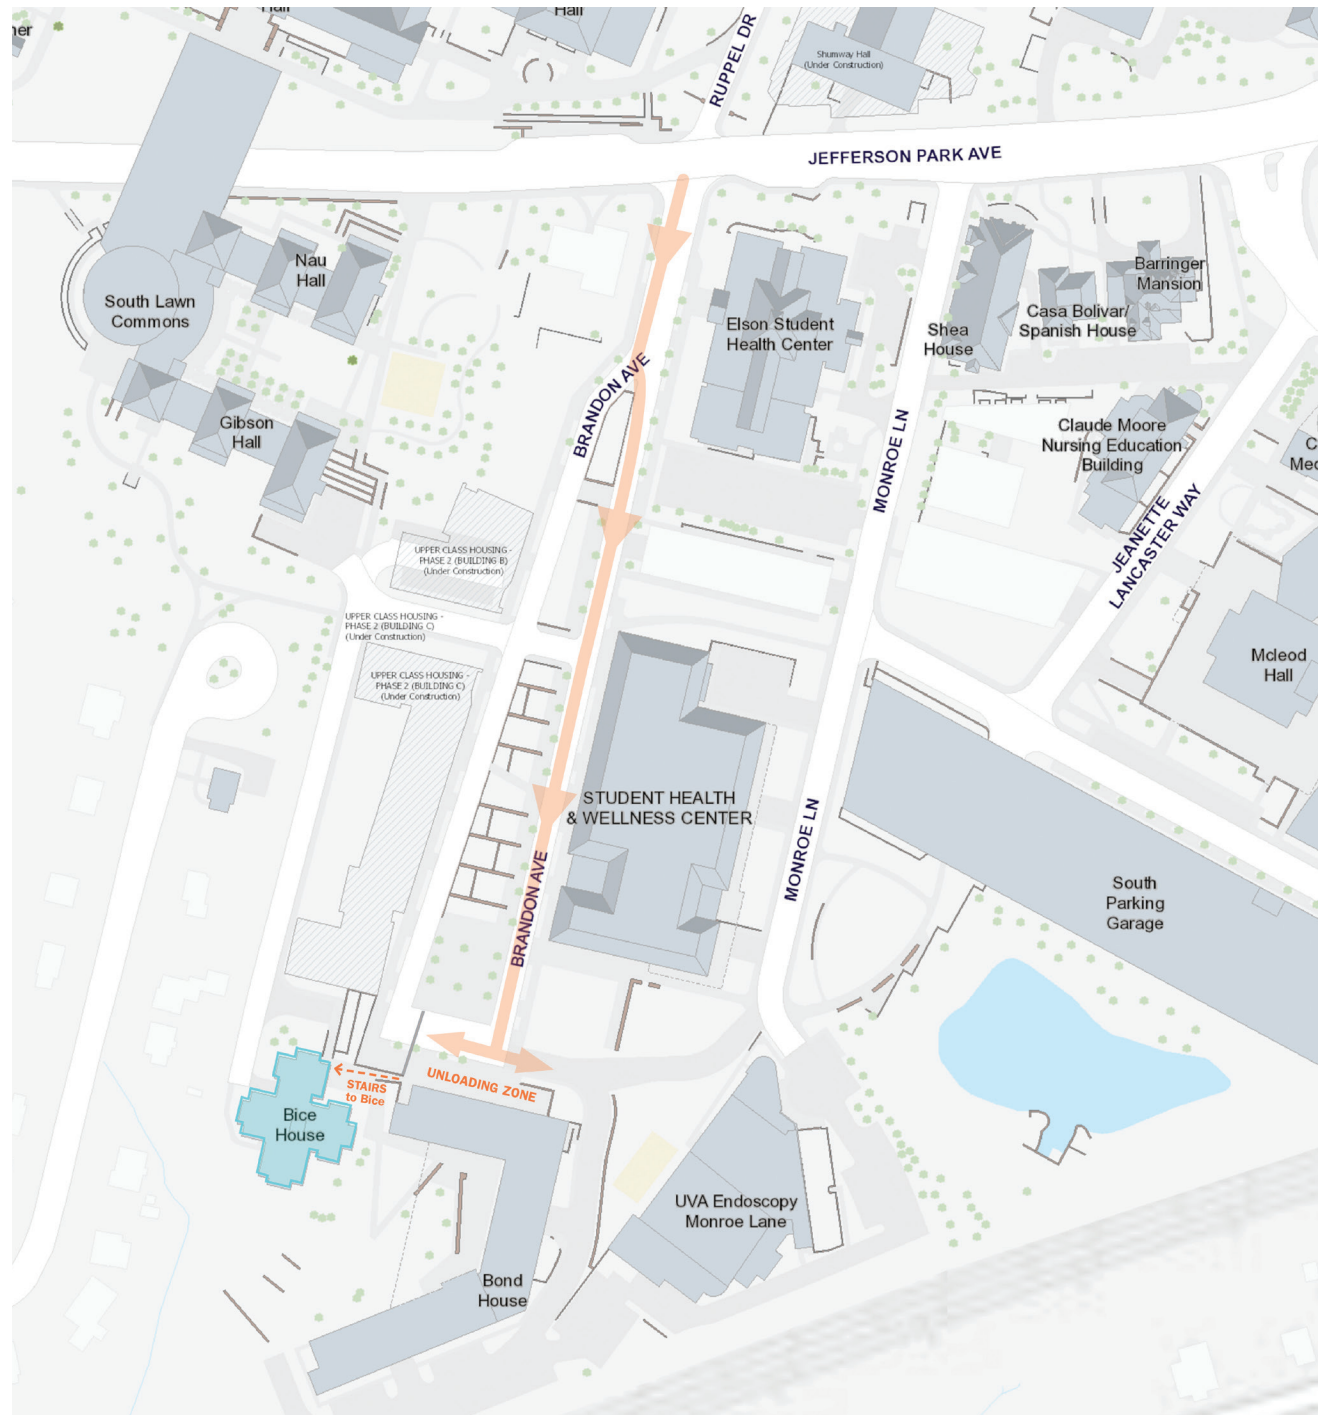 Hall
Hall
ner
RUPPEL DR
Shumway Hall
(Under Construction)
JEFFERSON PARK AVE
Nau
Hall
South Lawn
Commons
Elson Student
Health Center
Barringer
Mansion
Casa Bolivar/
Spanish House
Shea
House
BRANDON AVE
Gibson
Hall
Claude Moore
Nursing Education
Building
MONROE LN
JEANETTE
LANCASTER WAY
C
Mec
UPPER CLASS HOUSING -
PHASE 2 (BUILDING B)
(Under Construction)
UPPER CLASS HOUSING -
PHASE 2 (BUILDING C)
(Under Construction)
UPPER CLASS HOUSING -
PHASE 2 (BUILDING C)
(Under Construction)
Mcleod
Hall
STUDENT HEALTH
& WELLNESS CENTER
MONROE LN
BRANDON AVE
South
Parking
Garage
UNLOADING ZONE
STAIRS
to Bice
Bice
House
UVA Endoscopy
Monroe Lane
Bond
House